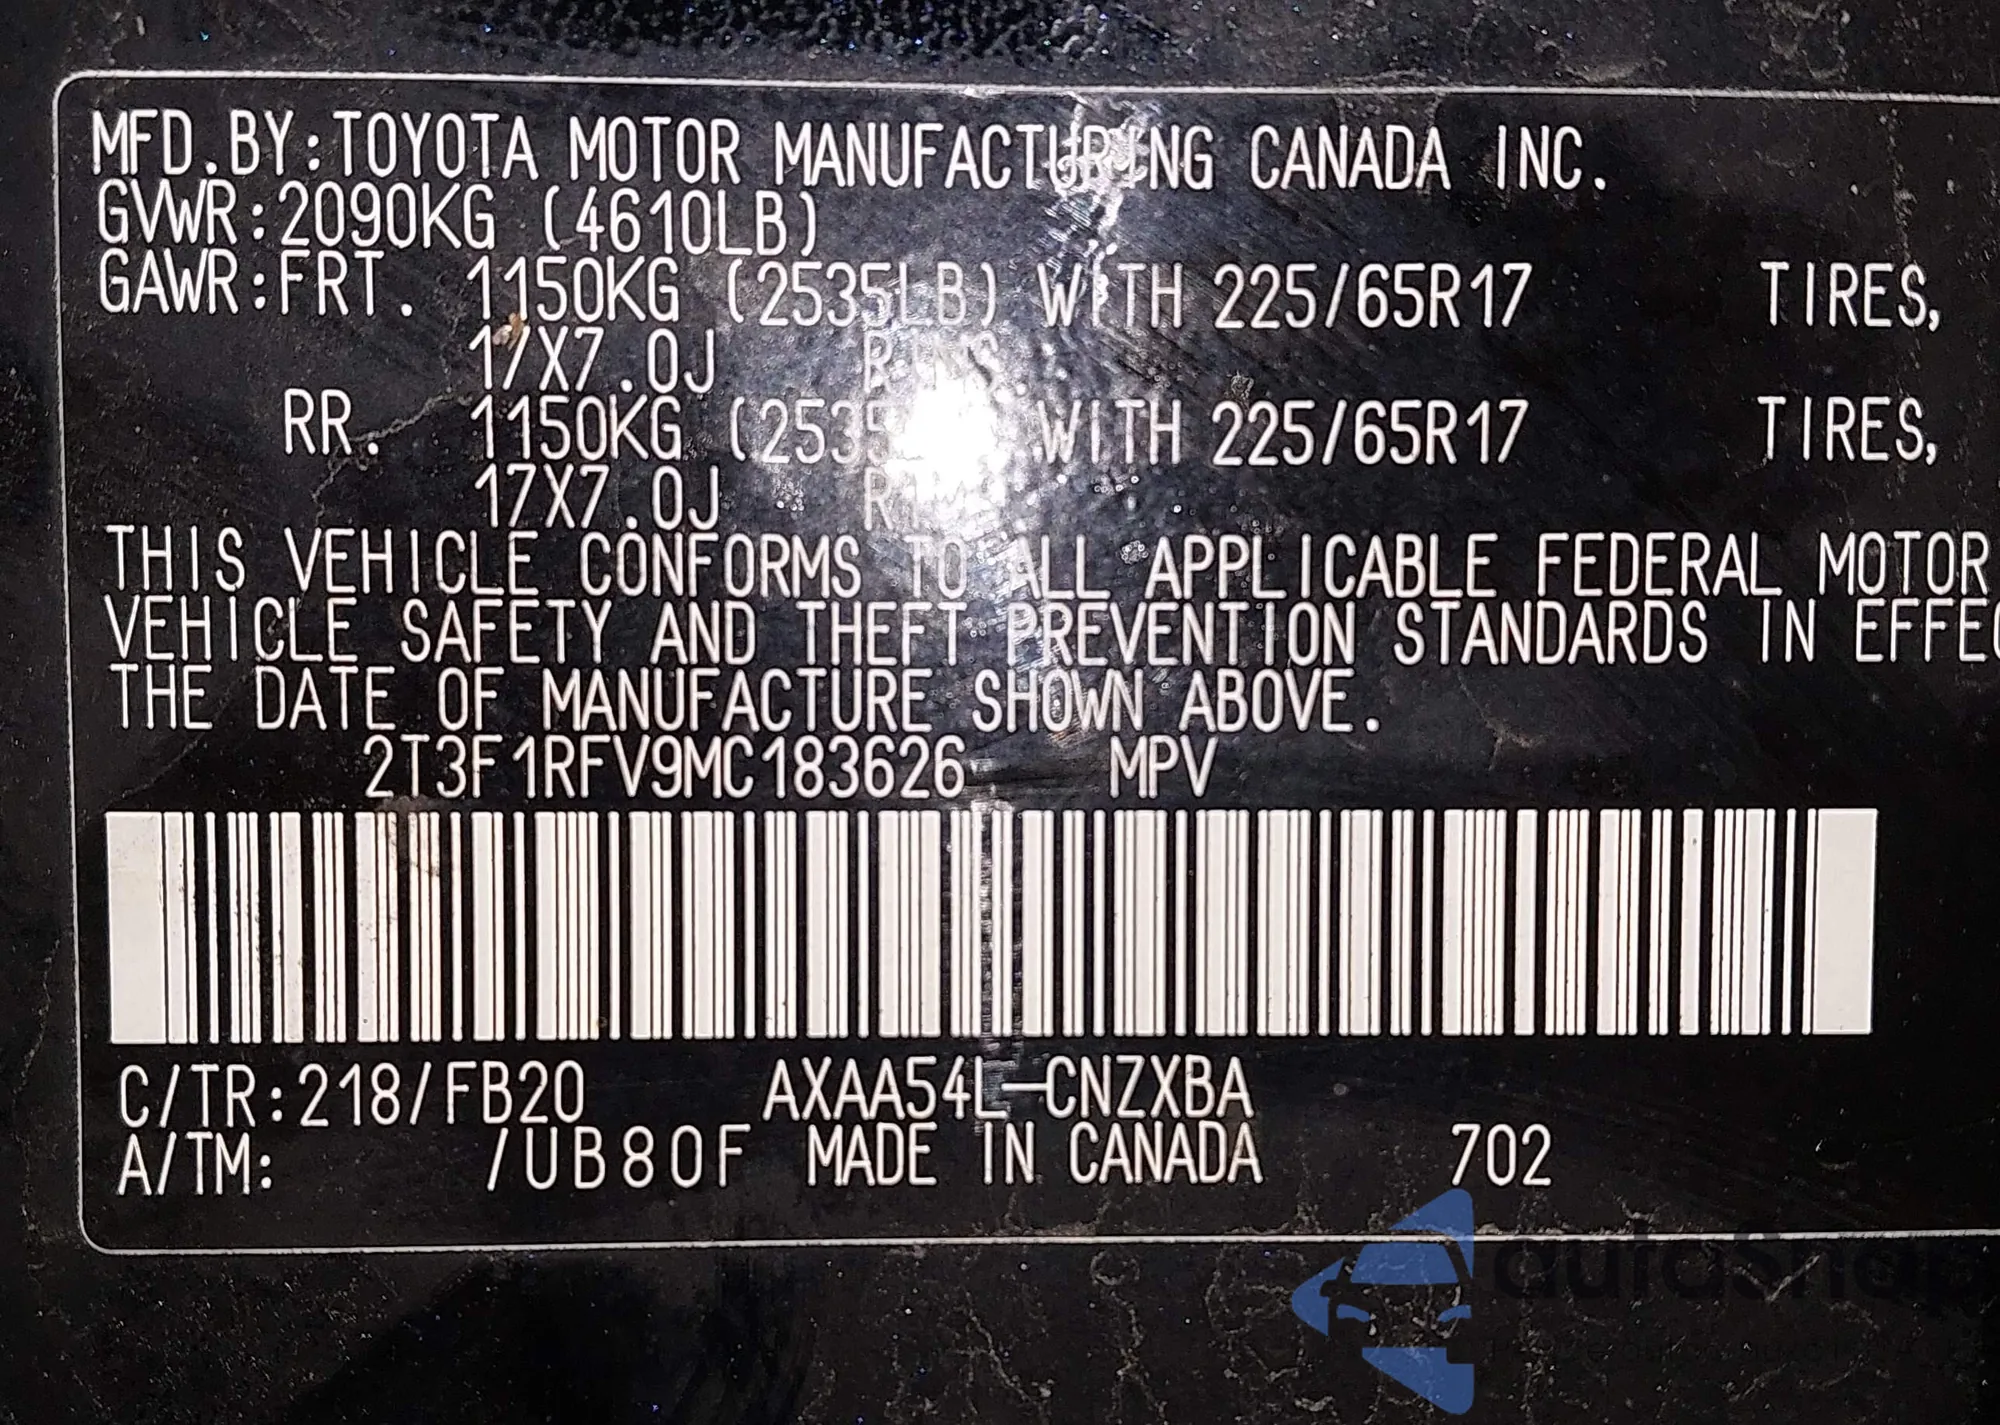 MFD.BY:TOYOTA MOTOR MANUFACTURING CANADA INC.
GVWR:2090KG (4610LB)
GAWR:FRT. 1150KG (2535LB) WITH 225/65R17 TIRES,
17X7.0J RIMS
RR. 1150KG (2535 WITH 225/65R17 TIRES,
17X7.0J
THIS VEHICLE CONFORMS TO ALL APPLICABLE FEDERAL MOTOR
VEHICLE SAFETY AND THEFT PREVENTION STANDARDS IN EFFEC
THE DATE OF MANUFACTURE SHOWN ABOVE.
2T3F1RFV9MC183626 MPV
C/TR:218/FB20 AXAA54L-CNZXBA
A/TM: /UB80F MADE IN CANADA 702